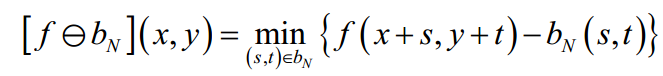 [f ⊖ b_N](x, y) = min_{(s,t)∈b_N} {f(x+s, y+t) − b_N(s,t)}